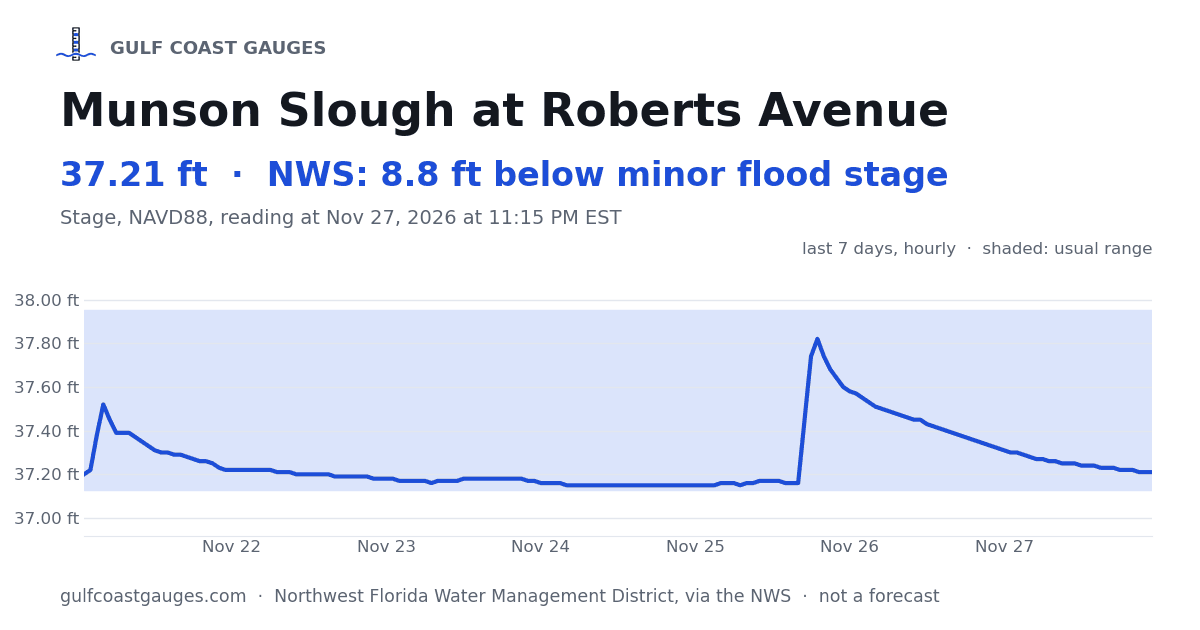 GULF COAST GAUGES
Munson Slough at Roberts Avenue
37.21 ft · NWS: 8.8 ft below minor flood stage
Stage, NAVD88, reading at Nov 27, 2026 at 11:15 PM EST
last 7 days, hourly · shaded: usual range
38.00 ft
37.80 ft
37.60 ft
37.40 ft
37.20 ft
37.00 ft
Nov 22 Nov 23 Nov 24 Nov 25 Nov 26 Nov 27
gulfcoastgauges.com · Northwest Florida Water Management District, via the NWS · not a forecast